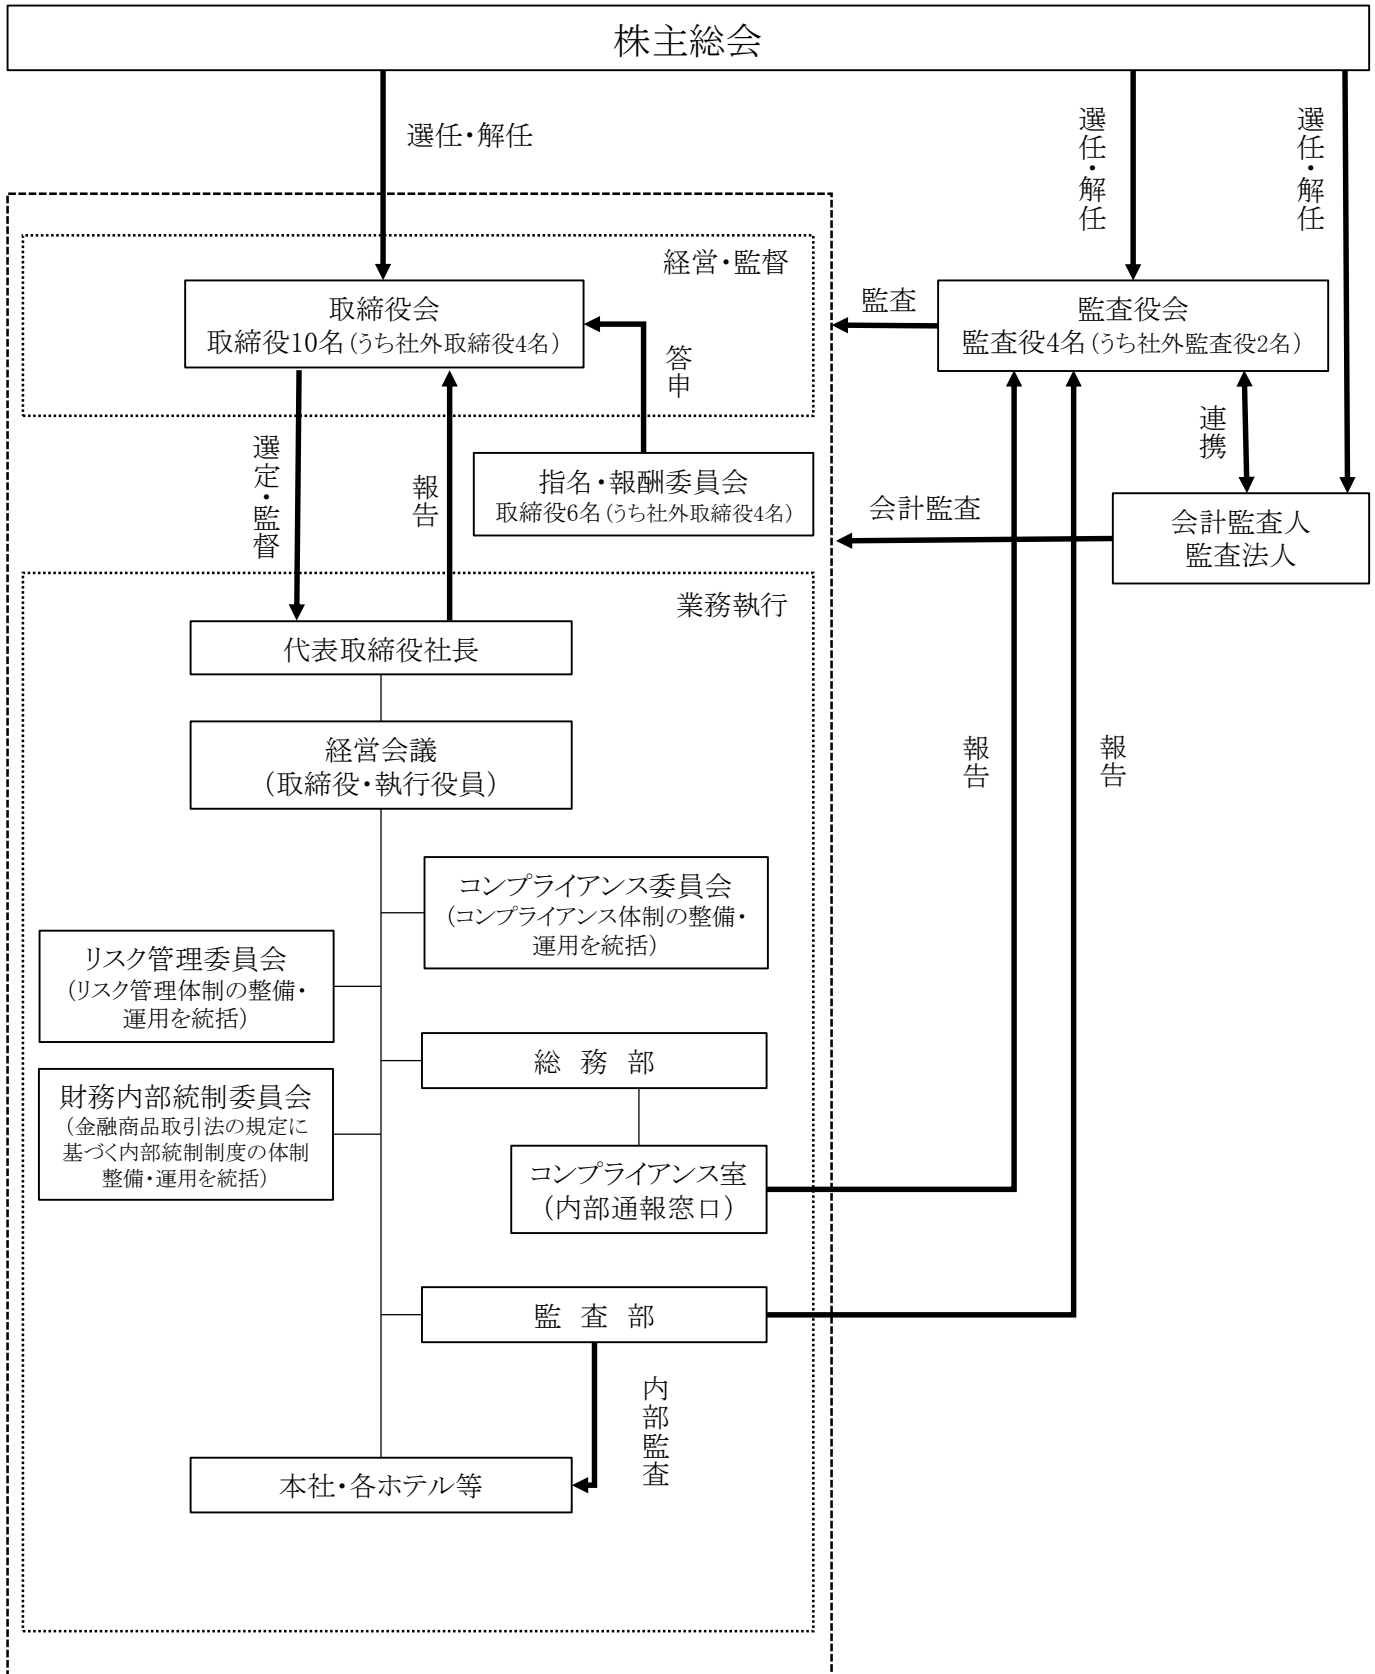 株主総会
選任・解任
選任・解任
選任・解任
経営・監督
取締役会
取締役10名(うち社外取締役4名)
監査
監査役会
監査役4名(うち社外監査役2名)
答申
連携
選定・監督
報告
指名・報酬委員会
取締役6名(うち社外取締役4名)
会計監査
会計監査人
監査法人
業務執行
代表取締役社長
経営会議
(取締役・執行役員)
報告
報告
コンプライアンス委員会
(コンプライアンス体制の整備・
運用を統括)
リスク管理委員会
(リスク管理体制の整備・
運用を統括)
総 務 部
財務内部統制委員会
(金融商品取引法の規定に
基づく内部統制制度の体制
整備・運用を統括)
コンプライアンス室
(内部通報窓口)
監 査 部
内部監査
本社・各ホテル等